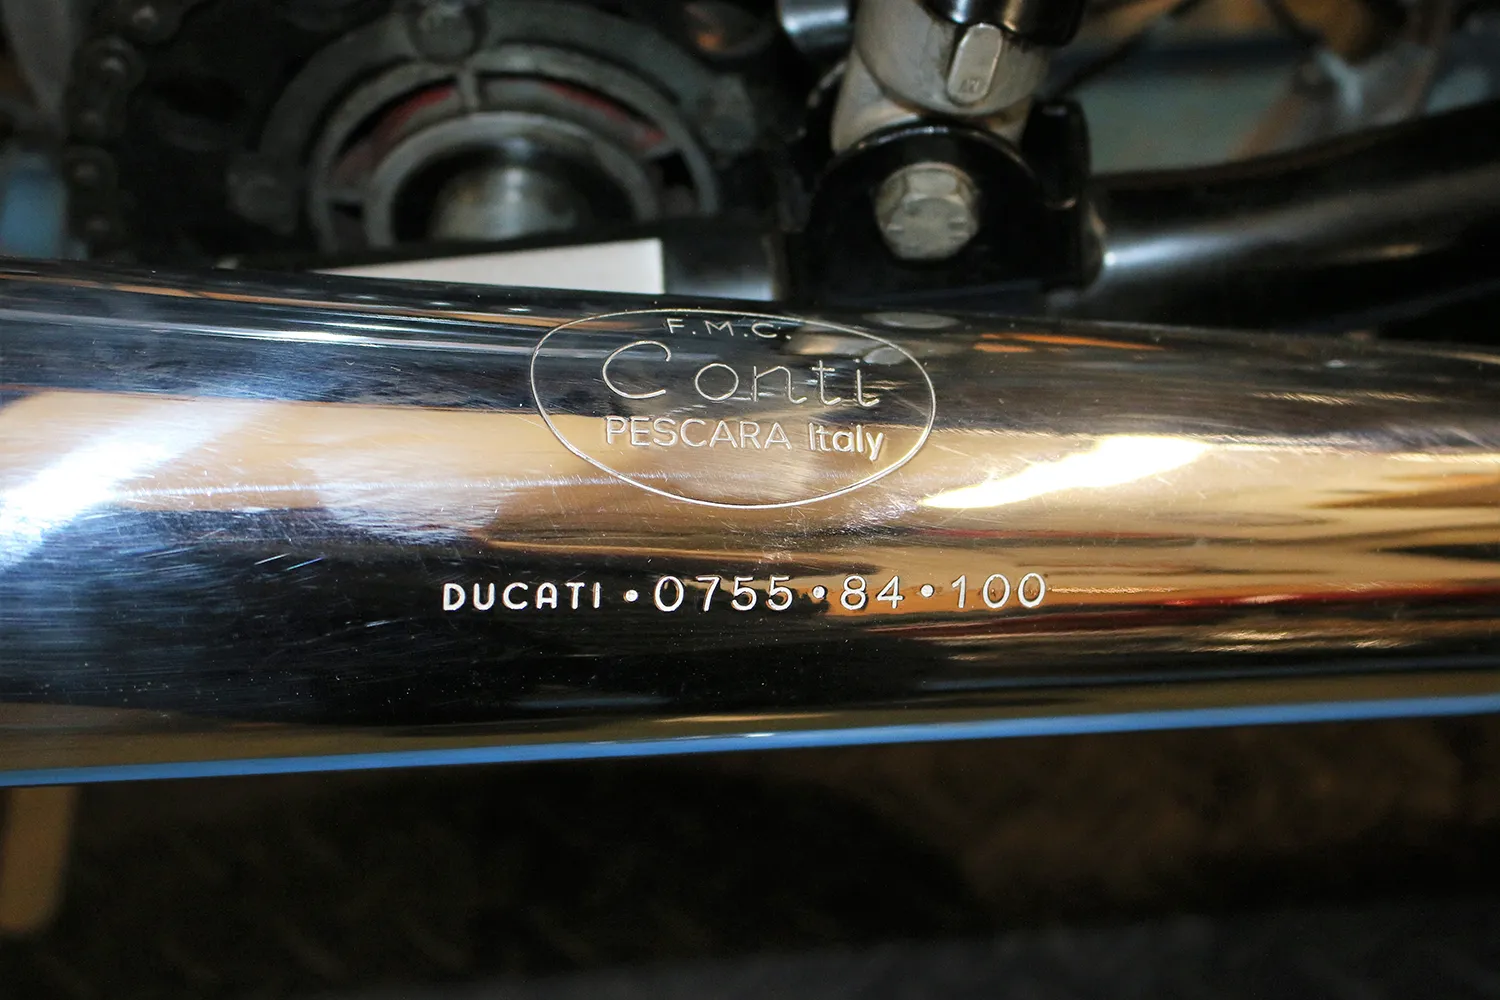 F.M.C.
Conti
PESCARA Italy
DUCATI • 0755 • 84 • 100